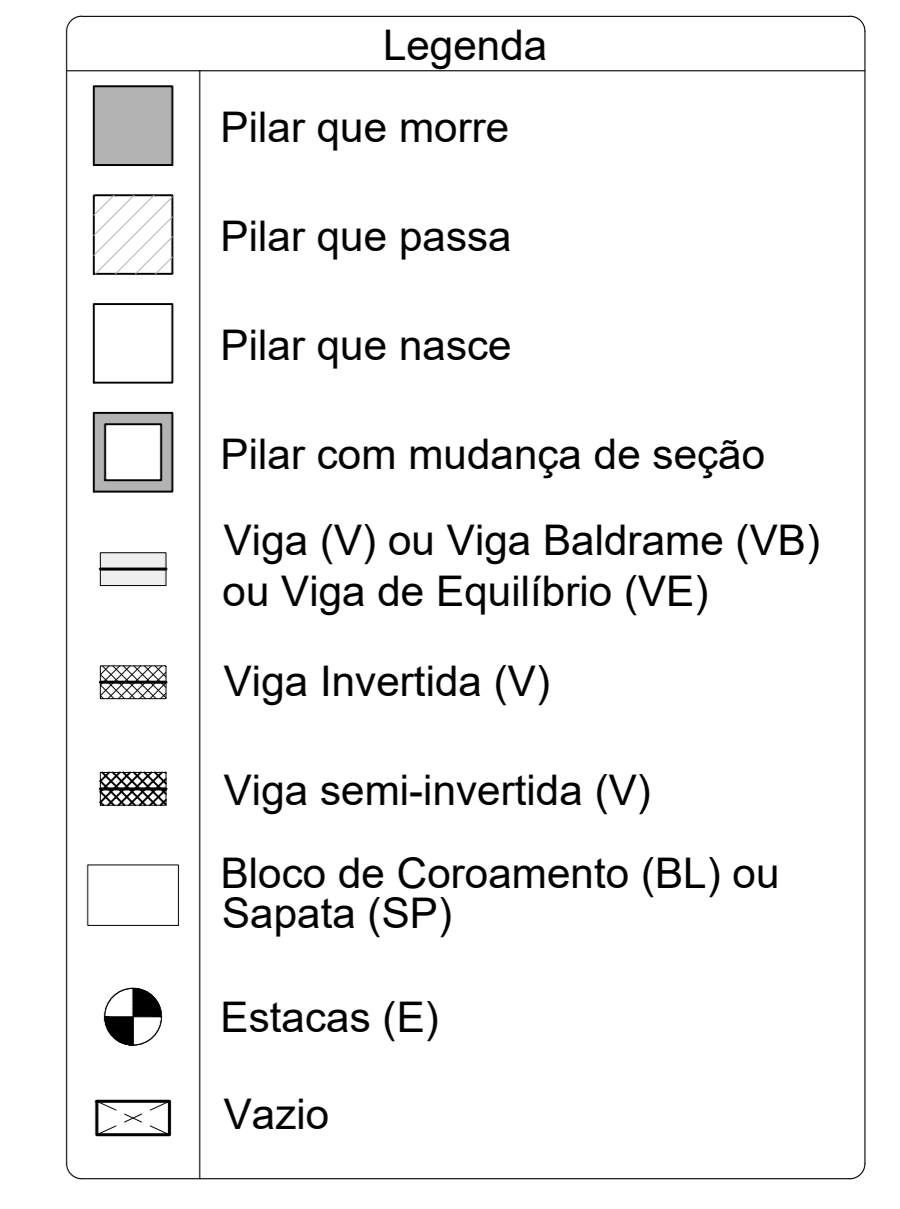 Legenda
Pilar que morre
Pilar que passa
Pilar que nasce
Pilar com mudança de seção
Viga (V) ou Viga Baldrame (VB)
ou Viga de Equilíbrio (VE)
Viga Invertida (V)
Viga semi-invertida (V)
Bloco de Coroamento (BL) ou
Sapata (SP)
Estacas (E)
Vazio